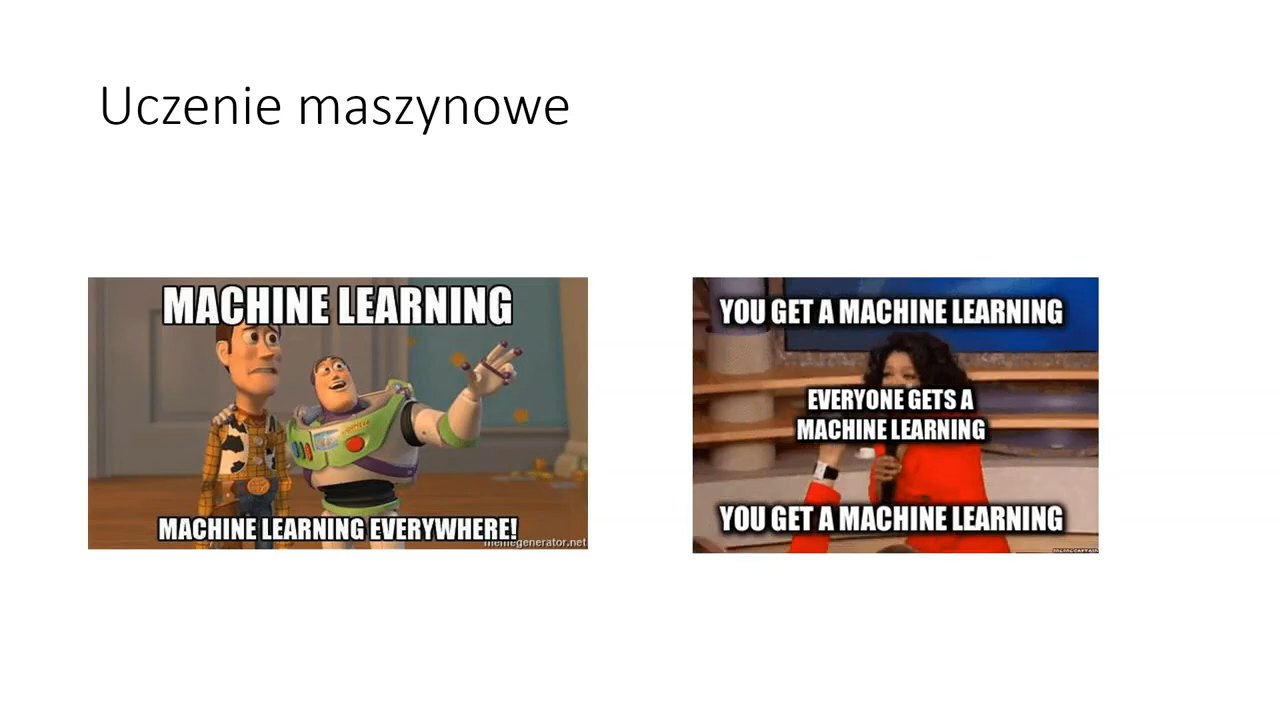 Uczenie maszynowe
MACHINE LEARNING
MACHINE LEARNING EVERYWHERE!
memegenerator.net
YOU GET A MACHINE LEARNING
EVERYONE GETS A
MACHINE LEARNING
YOU GET A MACHINE LEARNING